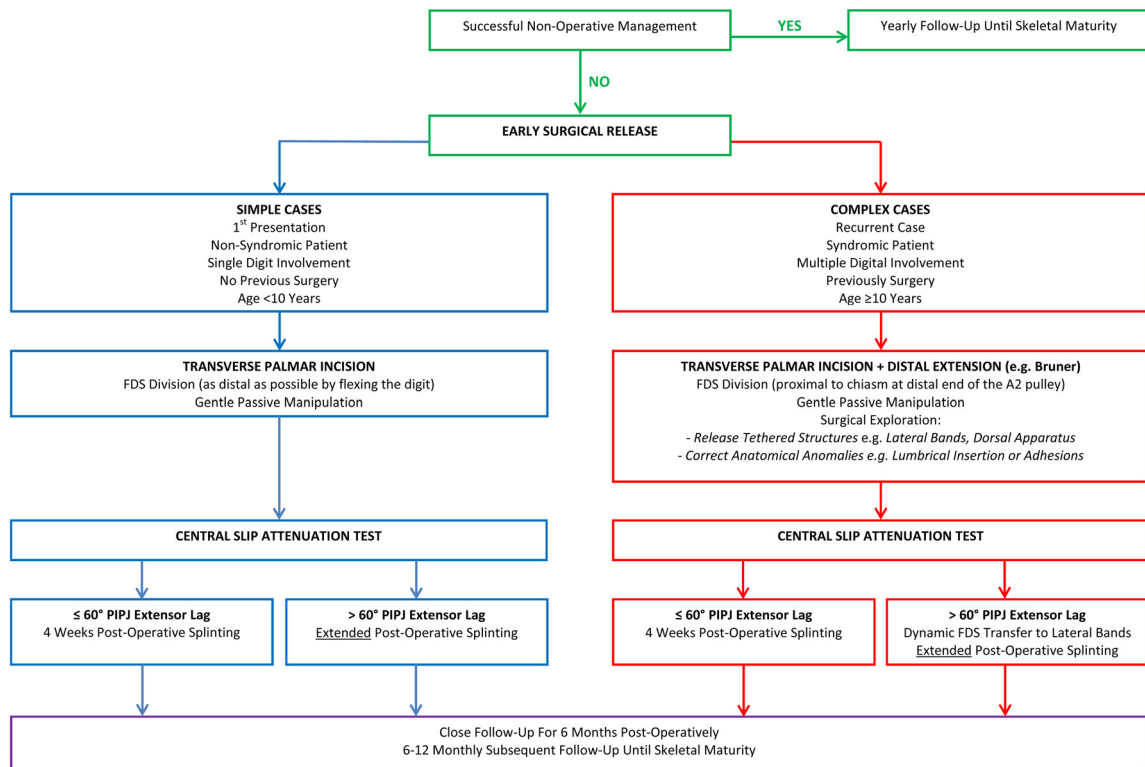 Successful Non-Operative Management
YES
Yearly Follow-Up Until Skeletal Maturity
NO
EARLY SURGICAL RELEASE
SIMPLE CASES
1st Presentation
Non-Syndromic Patient
Single Digit Involvement
No Previous Surgery
Age <10 Years
COMPLEX CASES
Recurrent Case
Syndromic Patient
Multiple Digital Involvement
Previously Surgery
Age ≥10 Years
TRANSVERSE PALMAR INCISION
FDS Division (as distal as possible by flexing the digit)
Gentle Passive Manipulation
TRANSVERSE PALMAR INCISION + DISTAL EXTENSION (e.g. Bruner)
FDS Division (proximal to chiasm at distal end of the A2 pulley)
Gentle Passive Manipulation
Surgical Exploration:
- Release Tethered Structures e.g. Lateral Bands, Dorsal Apparatus
- Correct Anatomical Anomalies e.g. Lumbrical Insertion or Adhesions
CENTRAL SLIP ATTENUATION TEST
CENTRAL SLIP ATTENUATION TEST
≤ 60° PIPJ Extensor Lag
4 Weeks Post-Operative Splinting
> 60° PIPJ Extensor Lag
Extended Post-Operative Splinting
≤ 60° PIPJ Extensor Lag
4 Weeks Post-Operative Splinting
> 60° PIPJ Extensor Lag
Dynamic FDS Transfer to Lateral Bands
Extended Post-Operative Splinting
Close Follow-Up For 6 Months Post-Operatively
6-12 Monthly Subsequent Follow-Up Until Skeletal Maturity